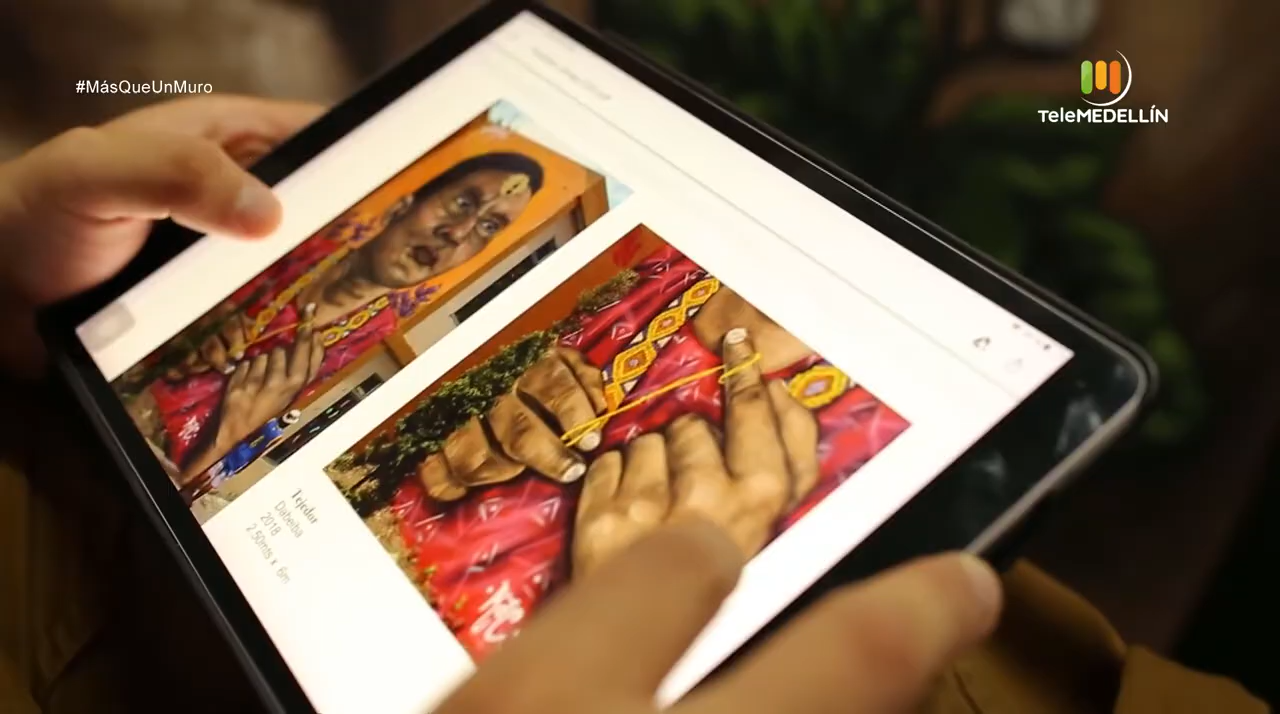 #MásQueUnMuro
TeleMEDELLÍN
Tejedor
Dabeiba
2018
2.50mts x 6m